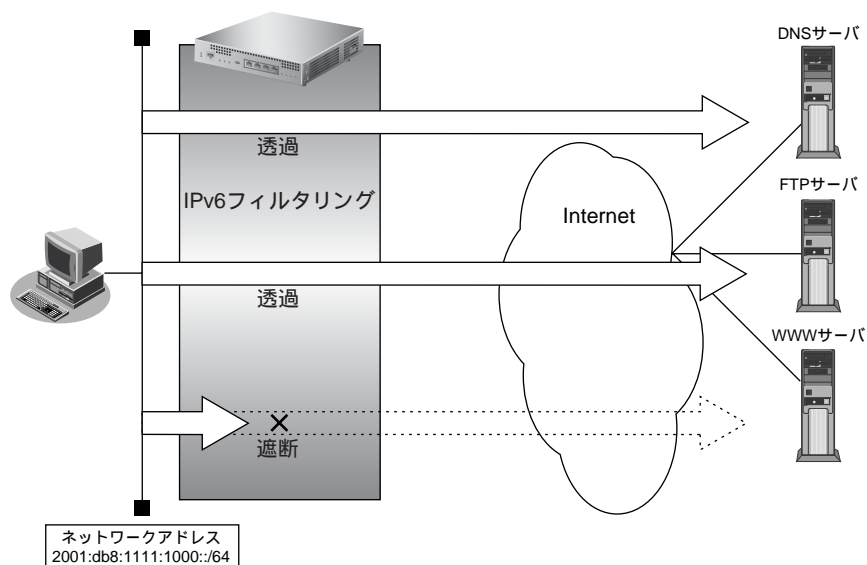 DNSサーバ
透過
IPv6フィルタリング
FTPサーバ
Internet
透過
WWWサーバ
×
遮断
ネットワークアドレス
2001:db8:1111:1000::/64